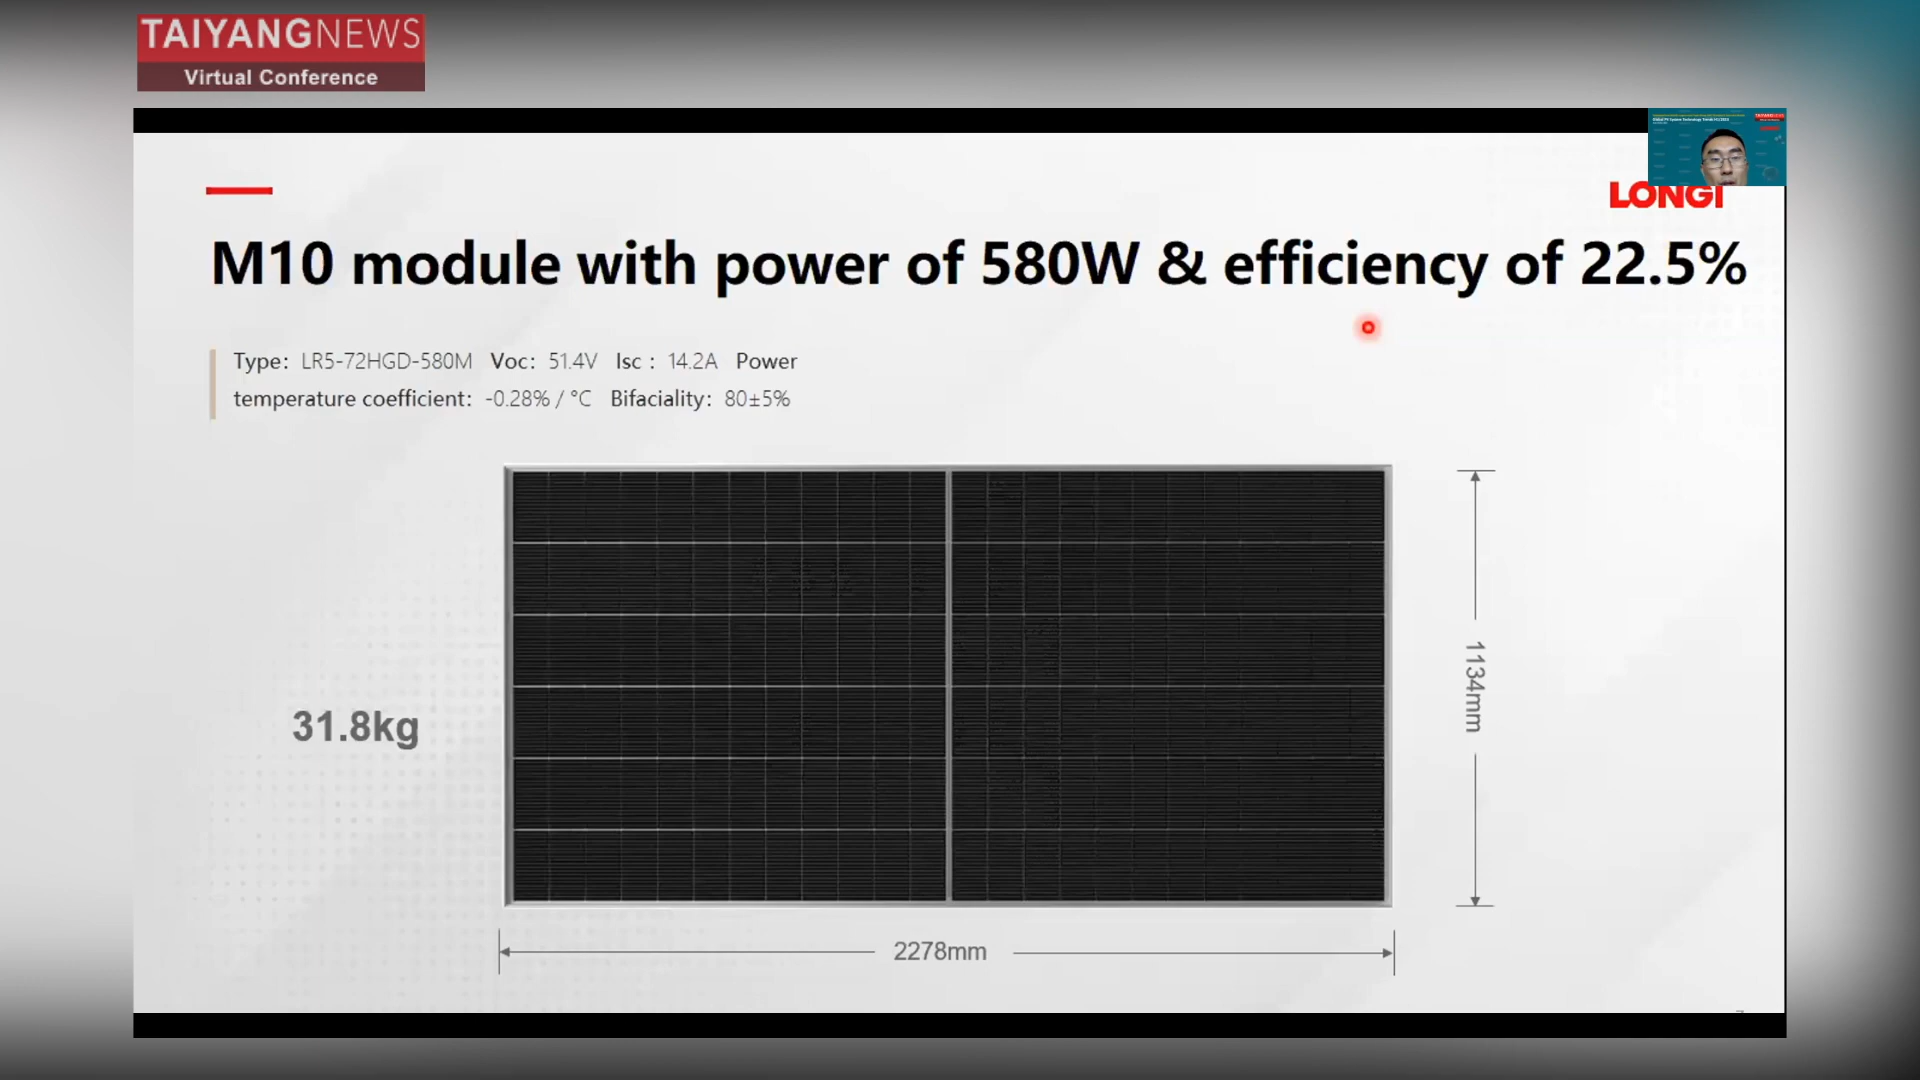 TAIYANGNEWS
Virtual Conference
LONGi
M10 module with power of 580W & efficiency of 22.5%
Type: LR5-72HGD-580M Voc: 51.4V Isc : 14.2A Power
temperature coefficient: -0.28% / °C Bifaciality: 80±5%
31.8kg
1134mm
2278mm